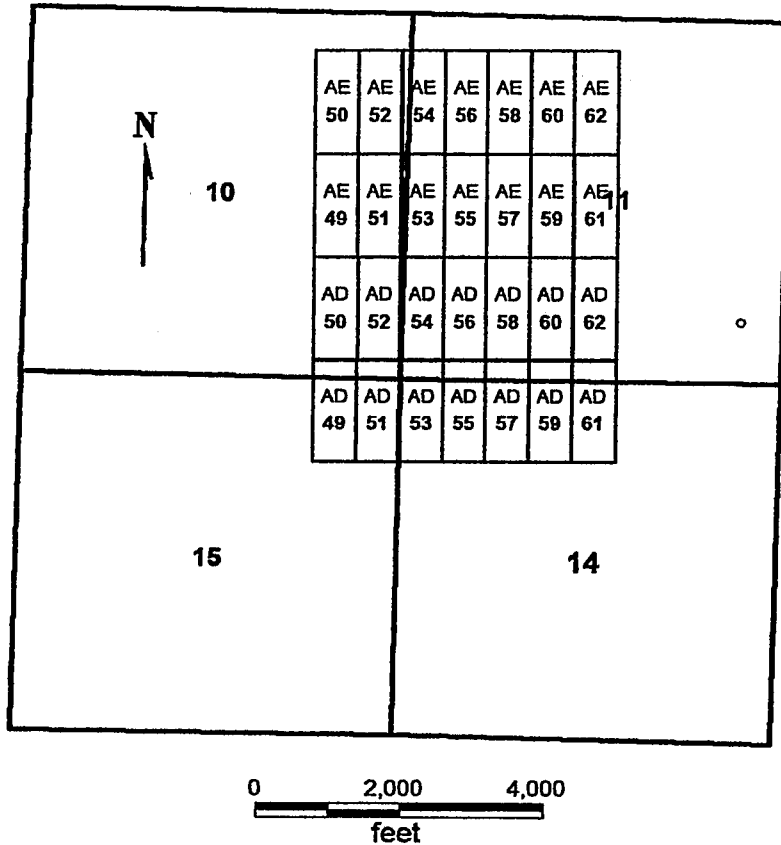 AE AE AE AE AE AE AE
50 52 54 56 58 60 62
N
10
AE AE AE AE AE AE AE
49 51 53 55 57 59 61
11
AD AD AD AD AD AD AD
50 52 54 56 58 60 62
AD AD AD AD AD AD AD
49 51 53 55 57 59 61
15
14
0 2,000 4,000
feet